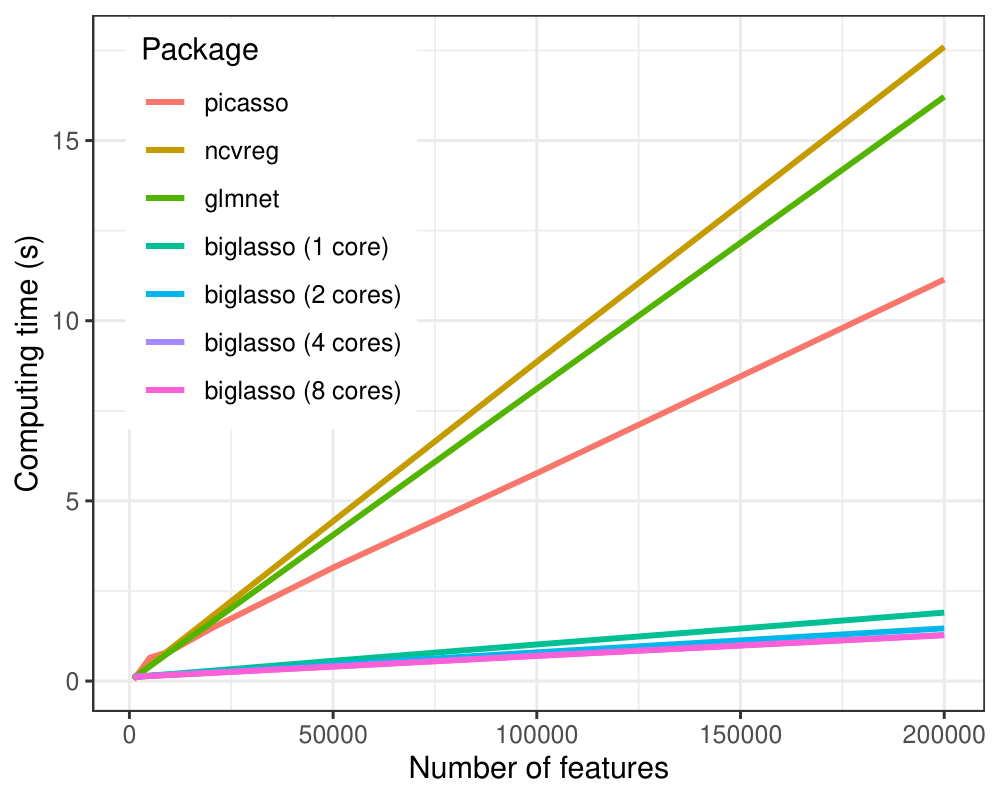 Package
picasso
ncvreg
glmnet
biglasso (1 core)
biglasso (2 cores)
biglasso (4 cores)
biglasso (8 cores)
Computing time (s)
15
10
5
0
0
50000
100000
150000
200000
Number of features